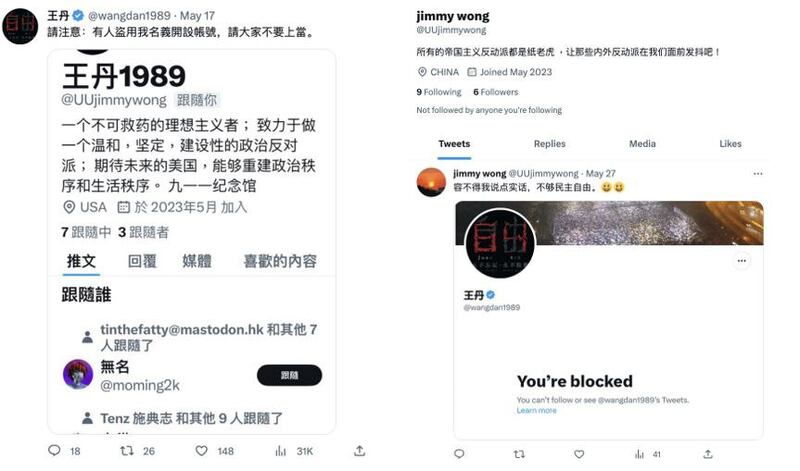 王丹 @wangdan1989 · May 17
請注意：有人盜用我名義開設帳號，請大家不要上當。
王丹1989
@UUjimmywong 跟隨你
一个不可救药的理想主义者； 致力于做
一个温和，坚定，建设性的政治反对
派； 期待未来的美国，能够重建政治秩
序和生活秩序。 九一一纪念馆
USA 於 2023年5月 加入
7 跟隨中 3 跟隨者
推文 回覆 媒體 喜歡的內容
跟隨誰
tinthefatty@mastodon.hk 和其他 7
人跟隨了
無名
@moming2k
跟隨
Tenz 施典志 和其他 9 人跟隨了
18 26 148 31K
jimmy wong
@UUjimmywong
所有的帝国主义反动派都是纸老虎 ，让那些内外反动派在我们面前发抖吧！
CHINA Joined May 2023
9 Following 6 Followers
Not followed by anyone you're following
Tweets Replies Media Likes
jimmy wong @UUjimmywong · May 27
容不得我说点实话，不够民主自由。😀😀
自由
王丹
@wangdan1989
You're blocked
You can't follow or see @wangdan1989's Tweets.
Learn more
41